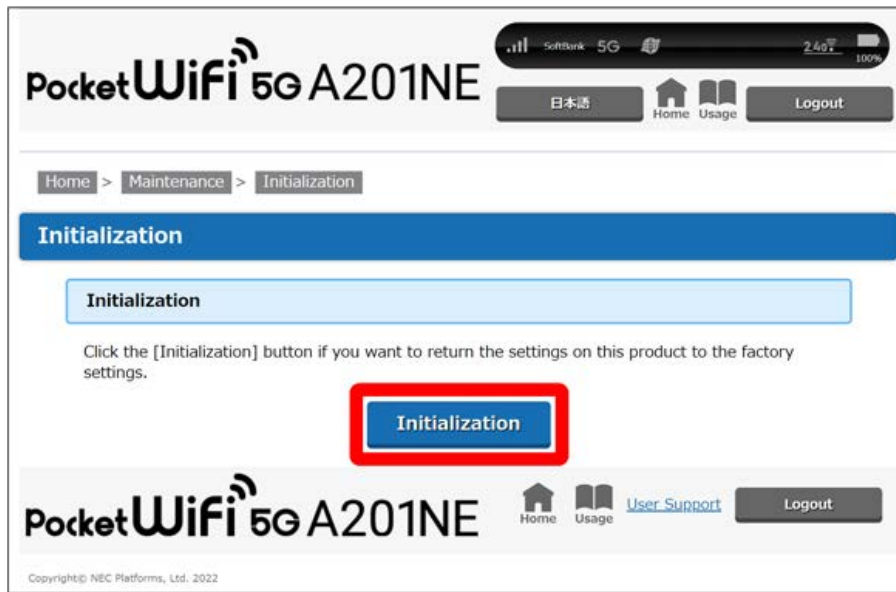 SoftBank 5G 2.4G
100%
Pocket WiFi 5G A201NE
日本語 Home Usage Logout
Home > Maintenance > Initialization
Initialization
Initialization
Click the [Initialization] button if you want to return the settings on this product to the factory
settings.
Initialization
Pocket WiFi 5G A201NE
Home Usage User Support Logout
Copyright© NEC Platforms, Ltd. 2022